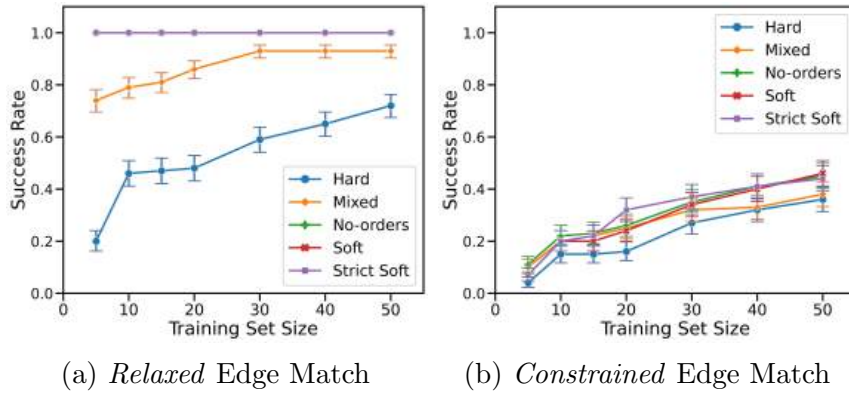 Success Rate
1.0
0.8
0.6
0.4
0.2
0.0
0 10 20 30 40 50
Training Set Size
Hard
Mixed
No-orders
Soft
Strict Soft
(a) Relaxed Edge Match
Success Rate
1.0
0.8
0.6
0.4
0.2
0.0
0 10 20 30 40 50
Training Set Size
Hard
Mixed
No-orders
Soft
Strict Soft
(b) Constrained Edge Match